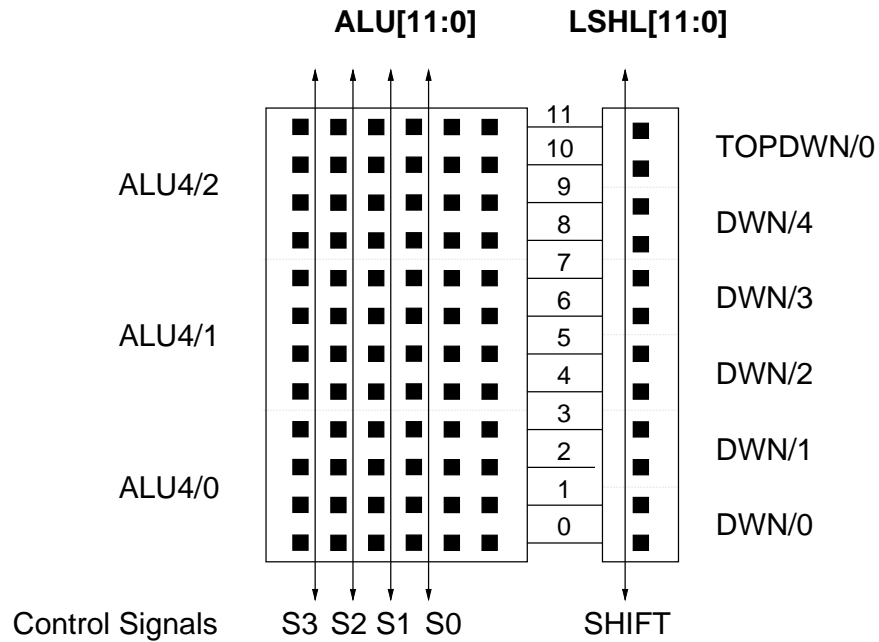 ALU[11:0] LSHL[11:0]
11
TOPDWN/0
10
ALU4/2
9
DWN/4
8
7
DWN/3
6
ALU4/1
5
DWN/2
4
3
DWN/1
2
ALU4/0
1
DWN/0
0
Control Signals S3 S2 S1 S0 SHIFT